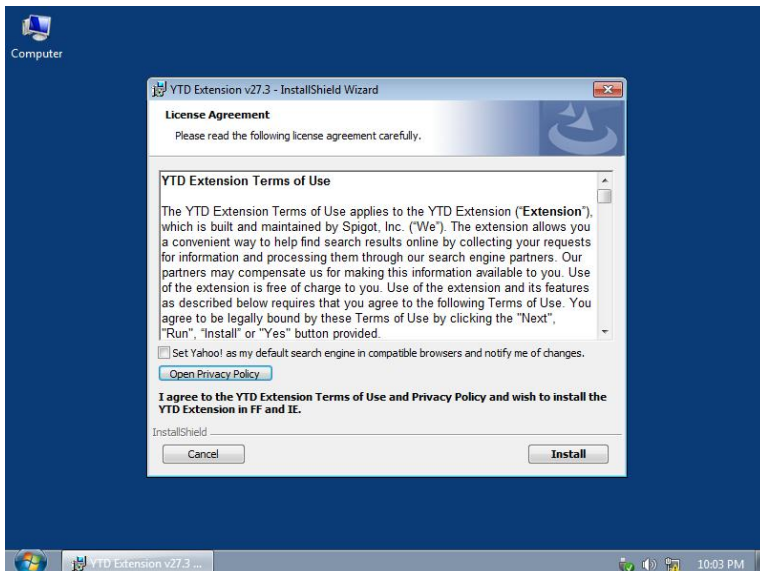 Computer
YTD Extension v27.3 - InstallShield Wizard
License Agreement
Please read the following license agreement carefully.
YTD Extension Terms of Use
The YTD Extension Terms of Use applies to the YTD Extension (“Extension”),
which is built and maintained by Spigot, Inc. (“We”). The extension allows you
a convenient way to help find search results online by collecting your requests
for information and processing them through our search engine partners. Our
partners may compensate us for making this information available to you. Use
of the extension is free of charge to you. Use of the extension and its features
as described below requires that you agree to the following Terms of Use. You
agree to be legally bound by these Terms of Use by clicking the "Next",
"Run", “Install” or "Yes" button provided.
Set Yahoo! as my default search engine in compatible browsers and notify me of changes.
Open Privacy Policy
I agree to the YTD Extension Terms of Use and Privacy Policy and wish to install the
YTD Extension in FF and IE.
InstallShield
Cancel
Install
YTD Extension v27.3 ...
10:03 PM